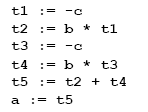 t1 := -c
t2 := b * t1
t3 := -c
t4 := b * t3
t5 := t2 + t4
a := t5